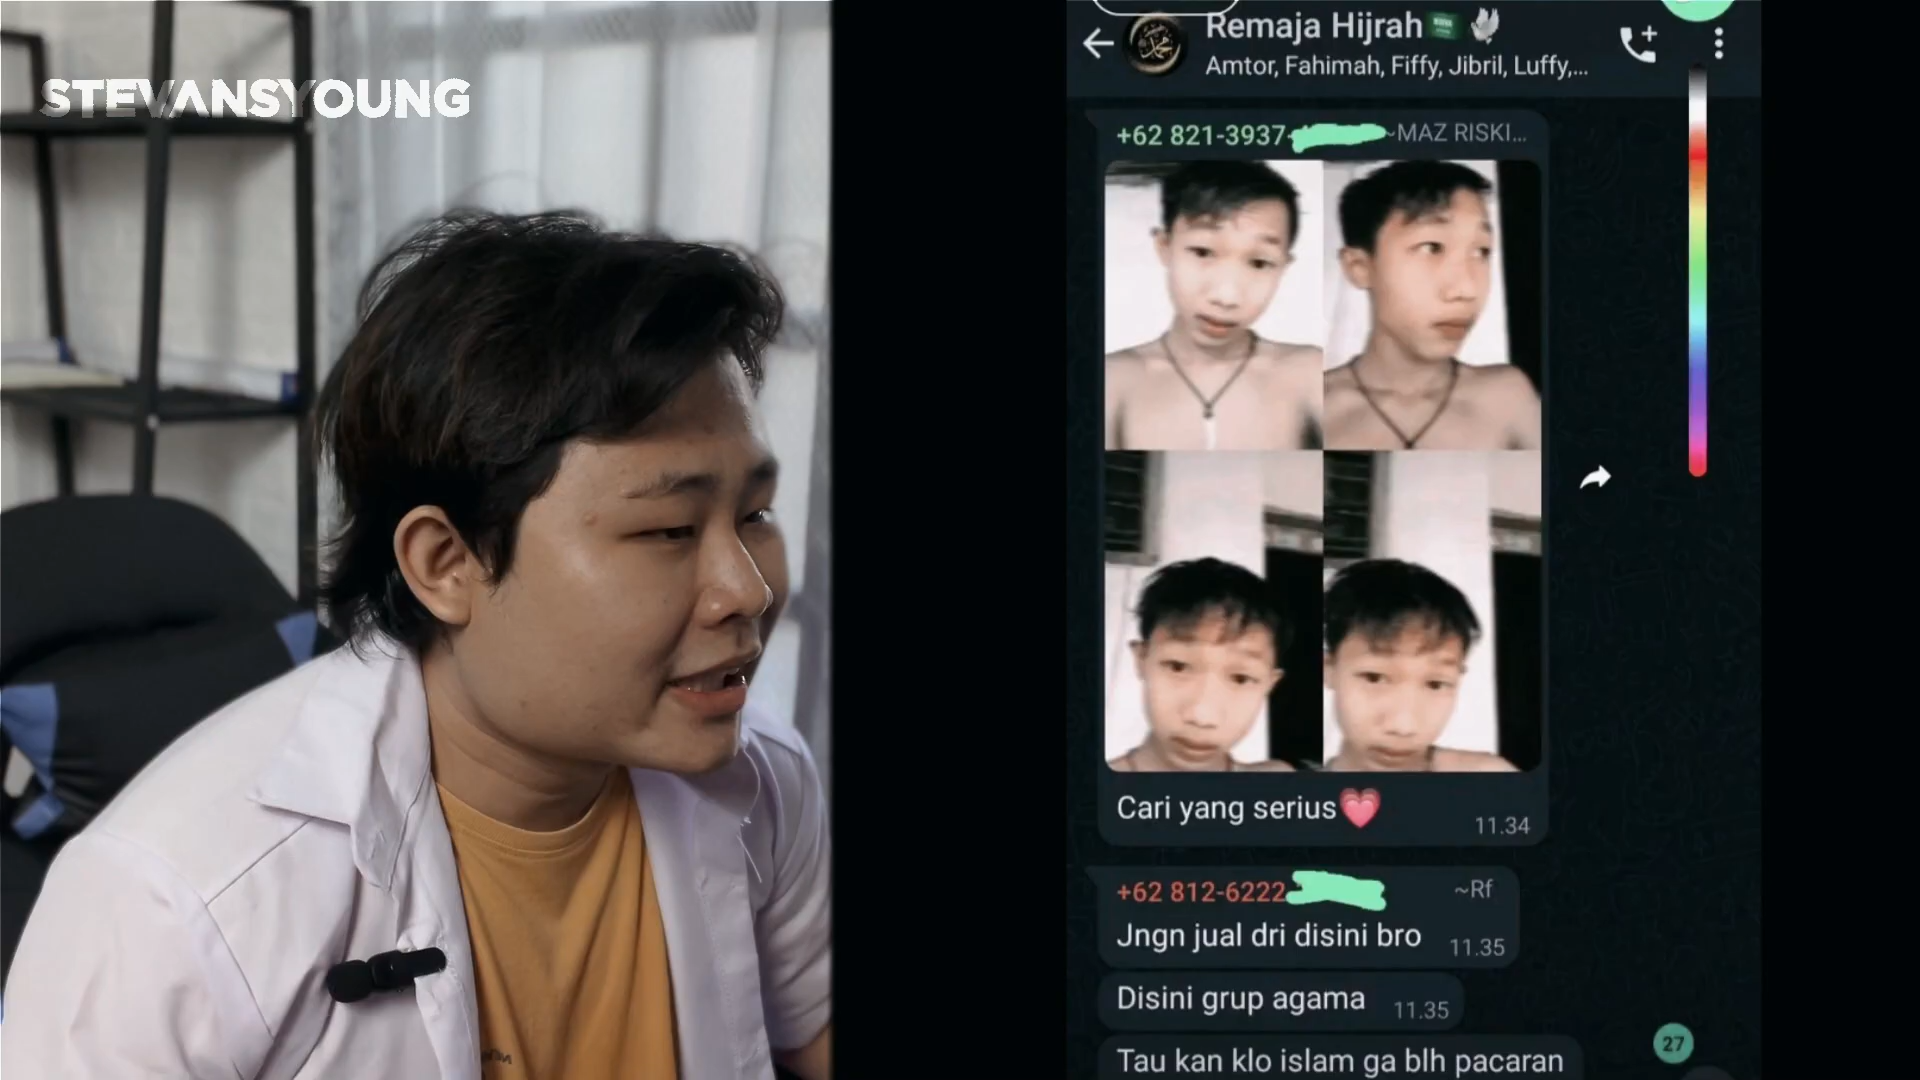 STEVANSYOUNG
Remaja Hijrah
Amtor, Fahimah, Fiffy, Jibril, Luffy,...
+62 821-3937- ~MAZ RISKI...
Cari yang serius
11.34
+62 812-6222 ~Rf
Jngn jual dri disini bro 11.35
Disini grup agama 11.35
Tau kan klo islam ga blh pacaran
27